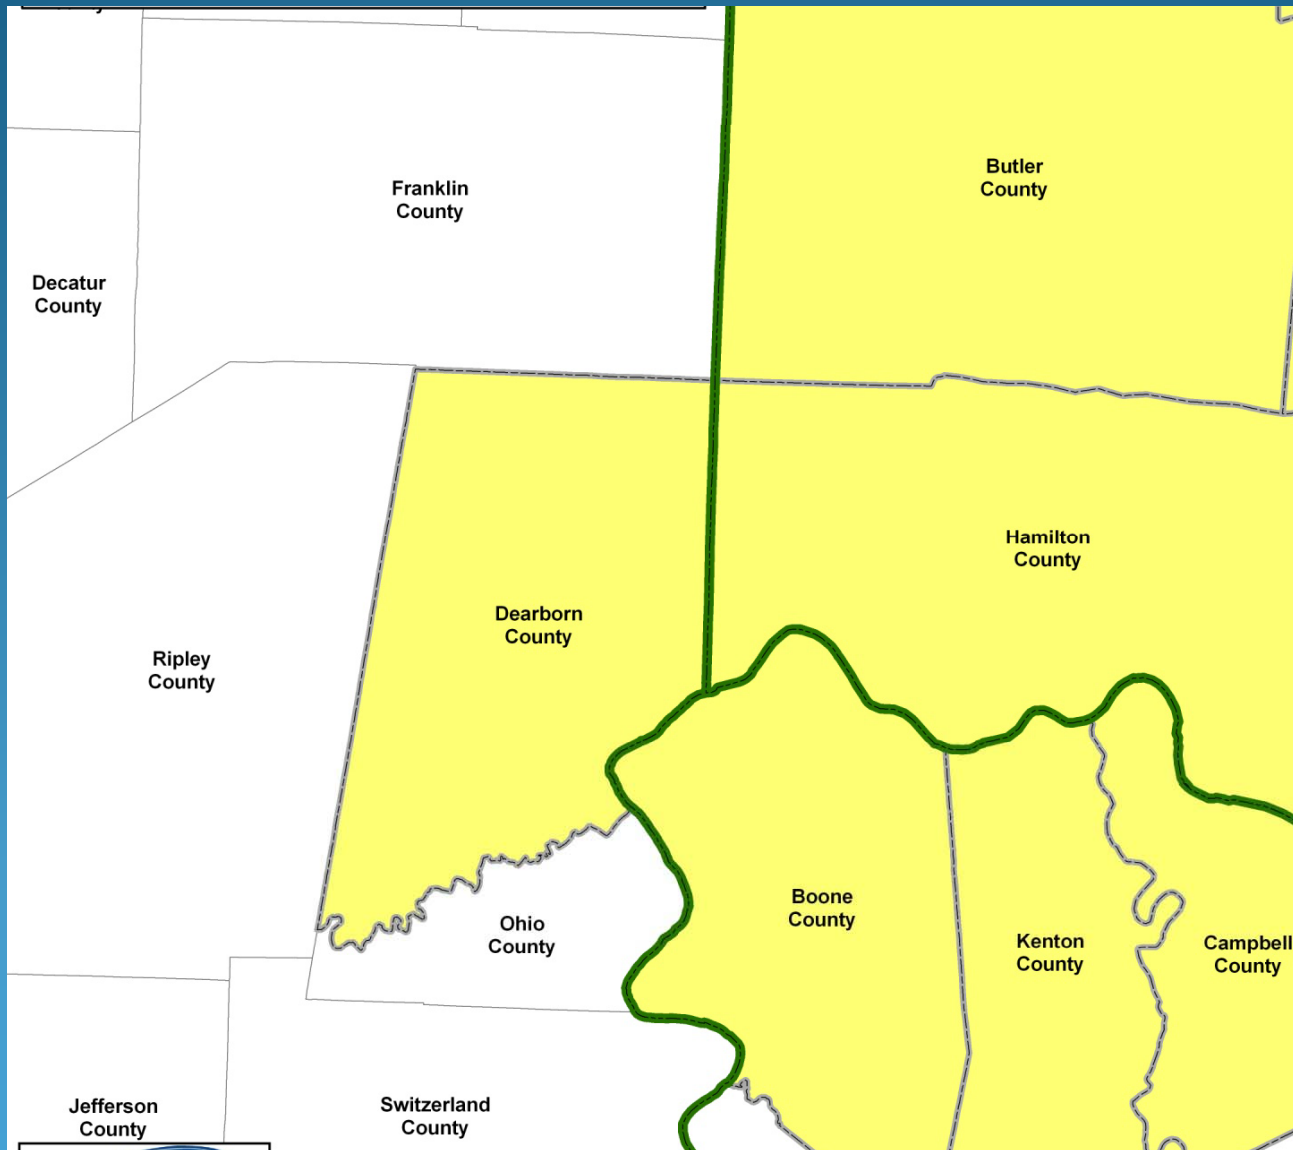 Butler
County
Franklin
County
Decatur
County
Hamilton
County
Dearborn
County
Ripley
County
Boone
County
Ohio
County
Kenton
County
Campbell
County
Switzerland
County
Jefferson
County